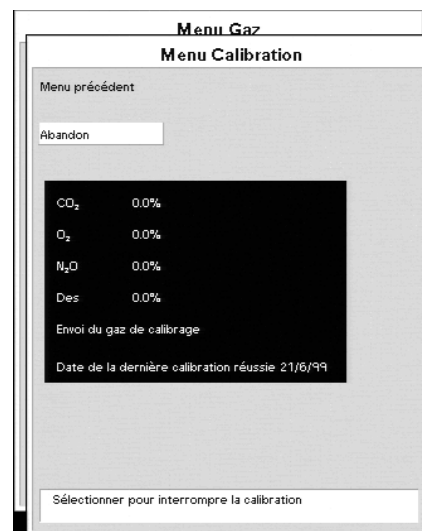 Menu Gaz
Menu Calibration
Menu précédent
Abandon
CO₂ 0.0%
O₂ 0.0%
N₂O 0.0%
Des 0.0%
Envoi du gaz de calibrage
Date de la dernière calibration réussie 21/6/99
Sélectionner pour interrompre la calibration